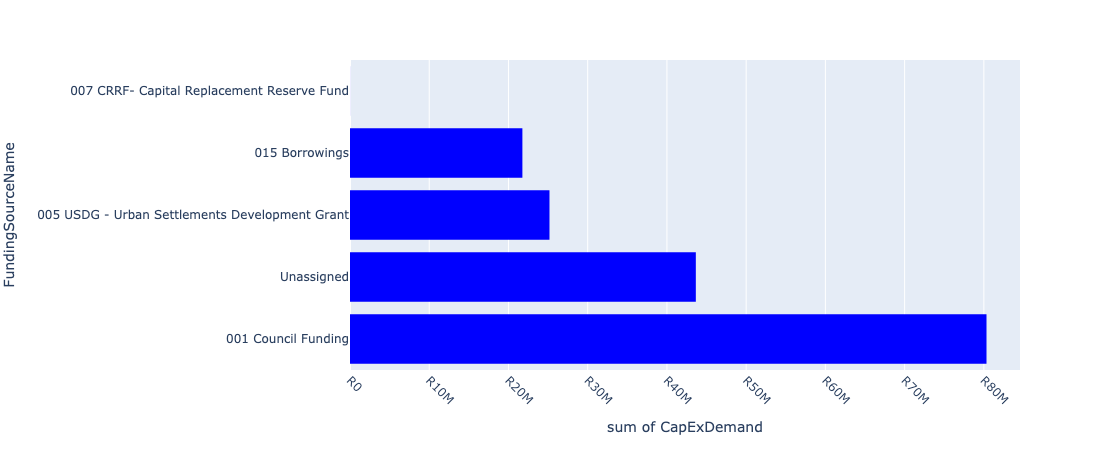 007 CRRF- Capital Replacement Reserve Fund
015 Borrowings
005 USDG - Urban Settlements Development Grant
Unassigned
001 Council Funding
FundingSourceName
R0
R10M
R20M
R30M
R40M
R50M
R60M
R70M
R80M
sum of CapExDemand